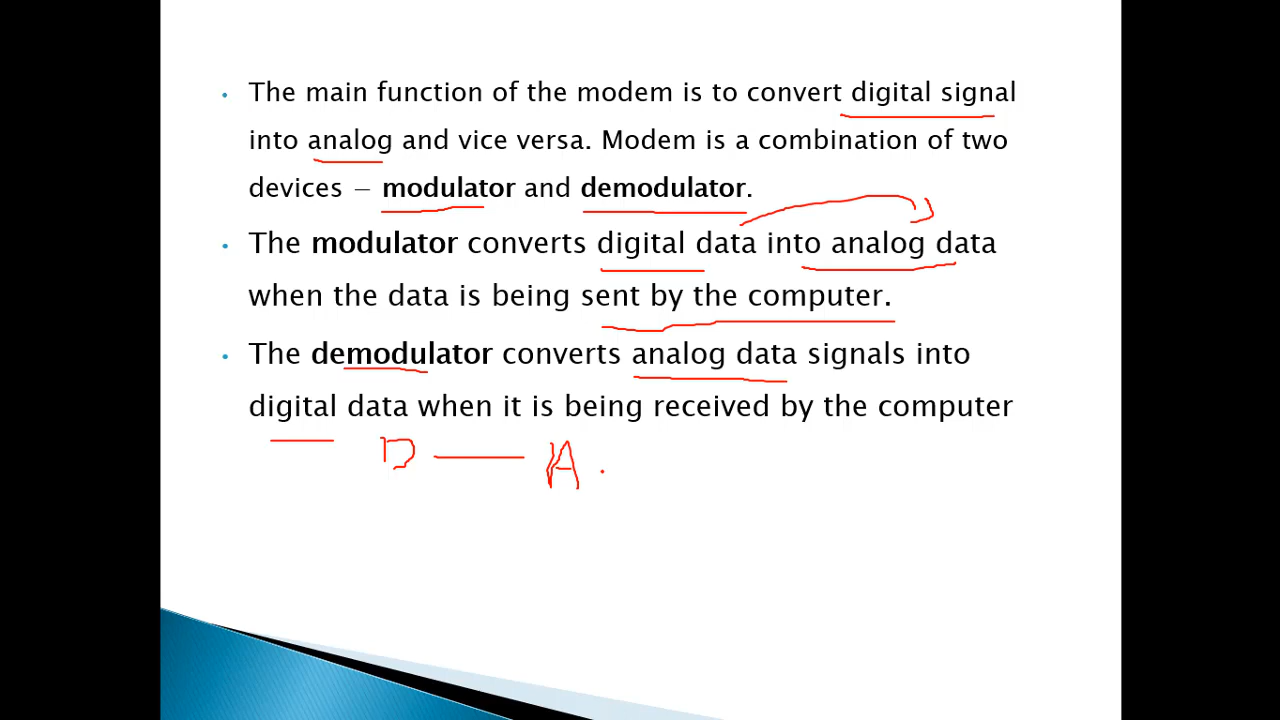 • The main function of the modem is to convert digital signal
into analog and vice versa. Modem is a combination of two
devices – modulator and demodulator.
• The modulator converts digital data into analog data
when the data is being sent by the computer.
• The demodulator converts analog data signals into
digital data when it is being received by the computer
D — A .